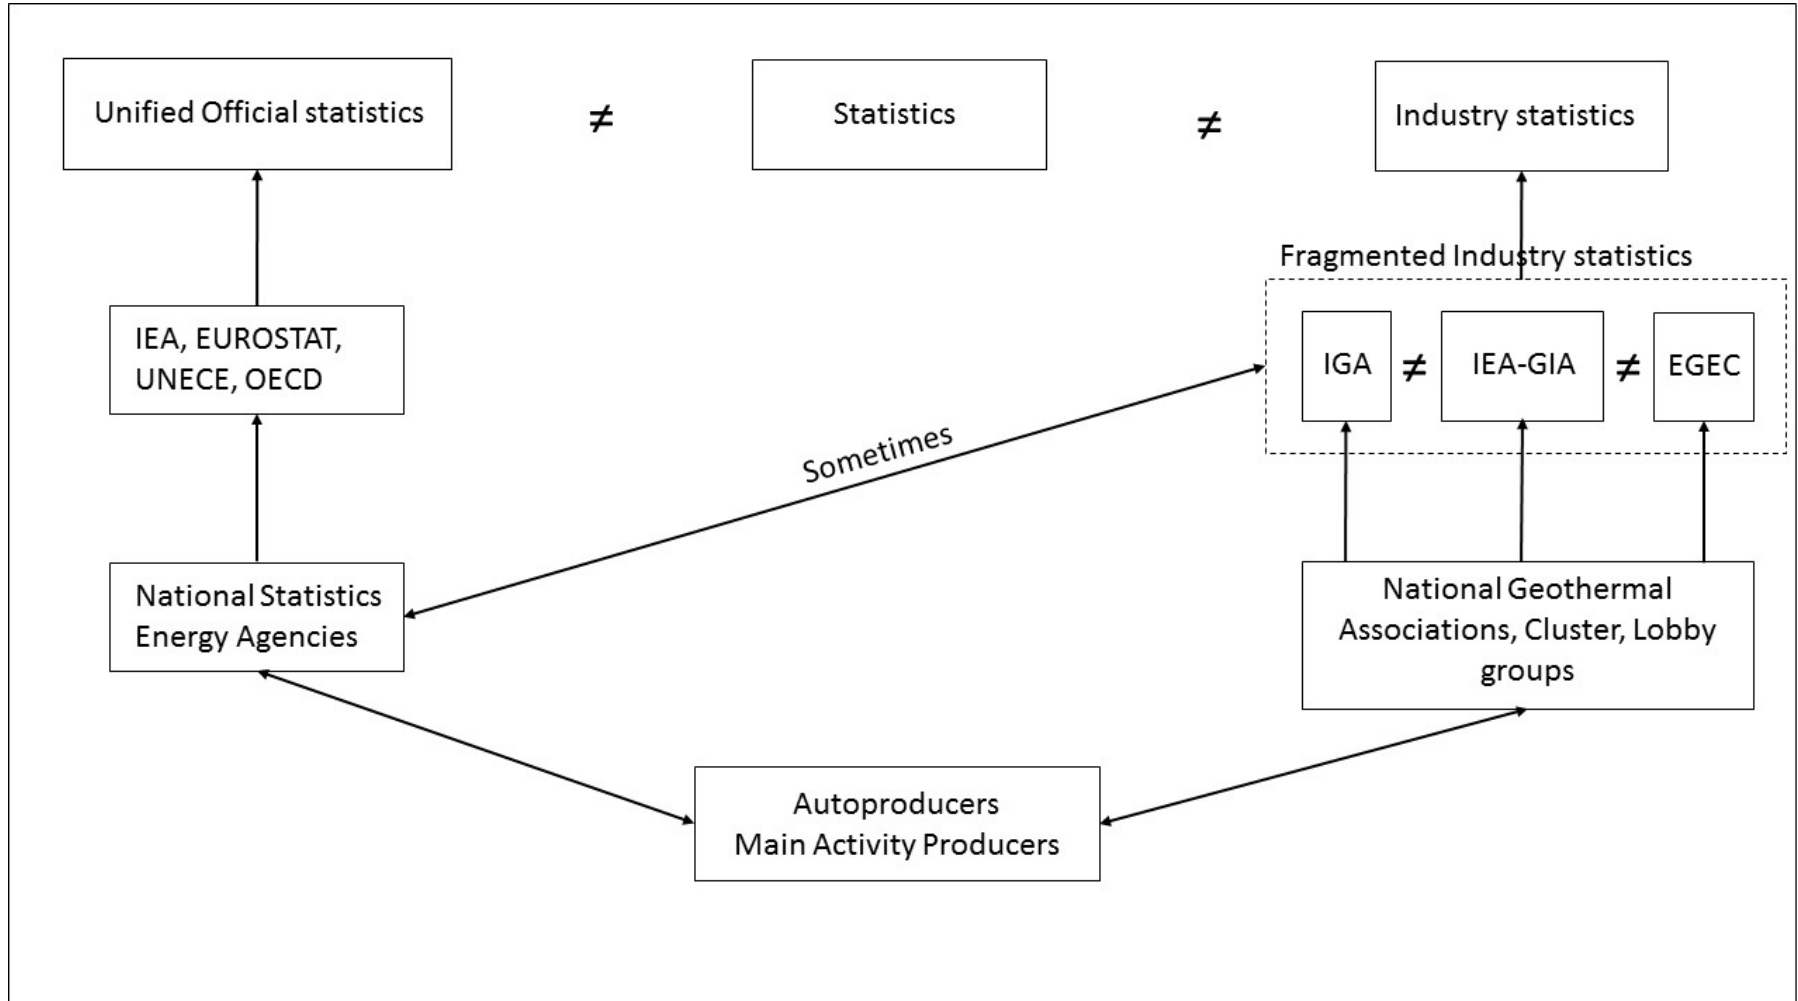 Unified Official statistics
≠
Statistics
≠
Industry statistics
Fragmented Industry statistics
IEA, EUROSTAT,
UNECE, OECD
IGA
≠
IEA-GIA
≠
EGEC
Sometimes
National Statistics
Energy Agencies
National Geothermal
Associations, Cluster, Lobby
groups
Autoproducers
Main Activity Producers